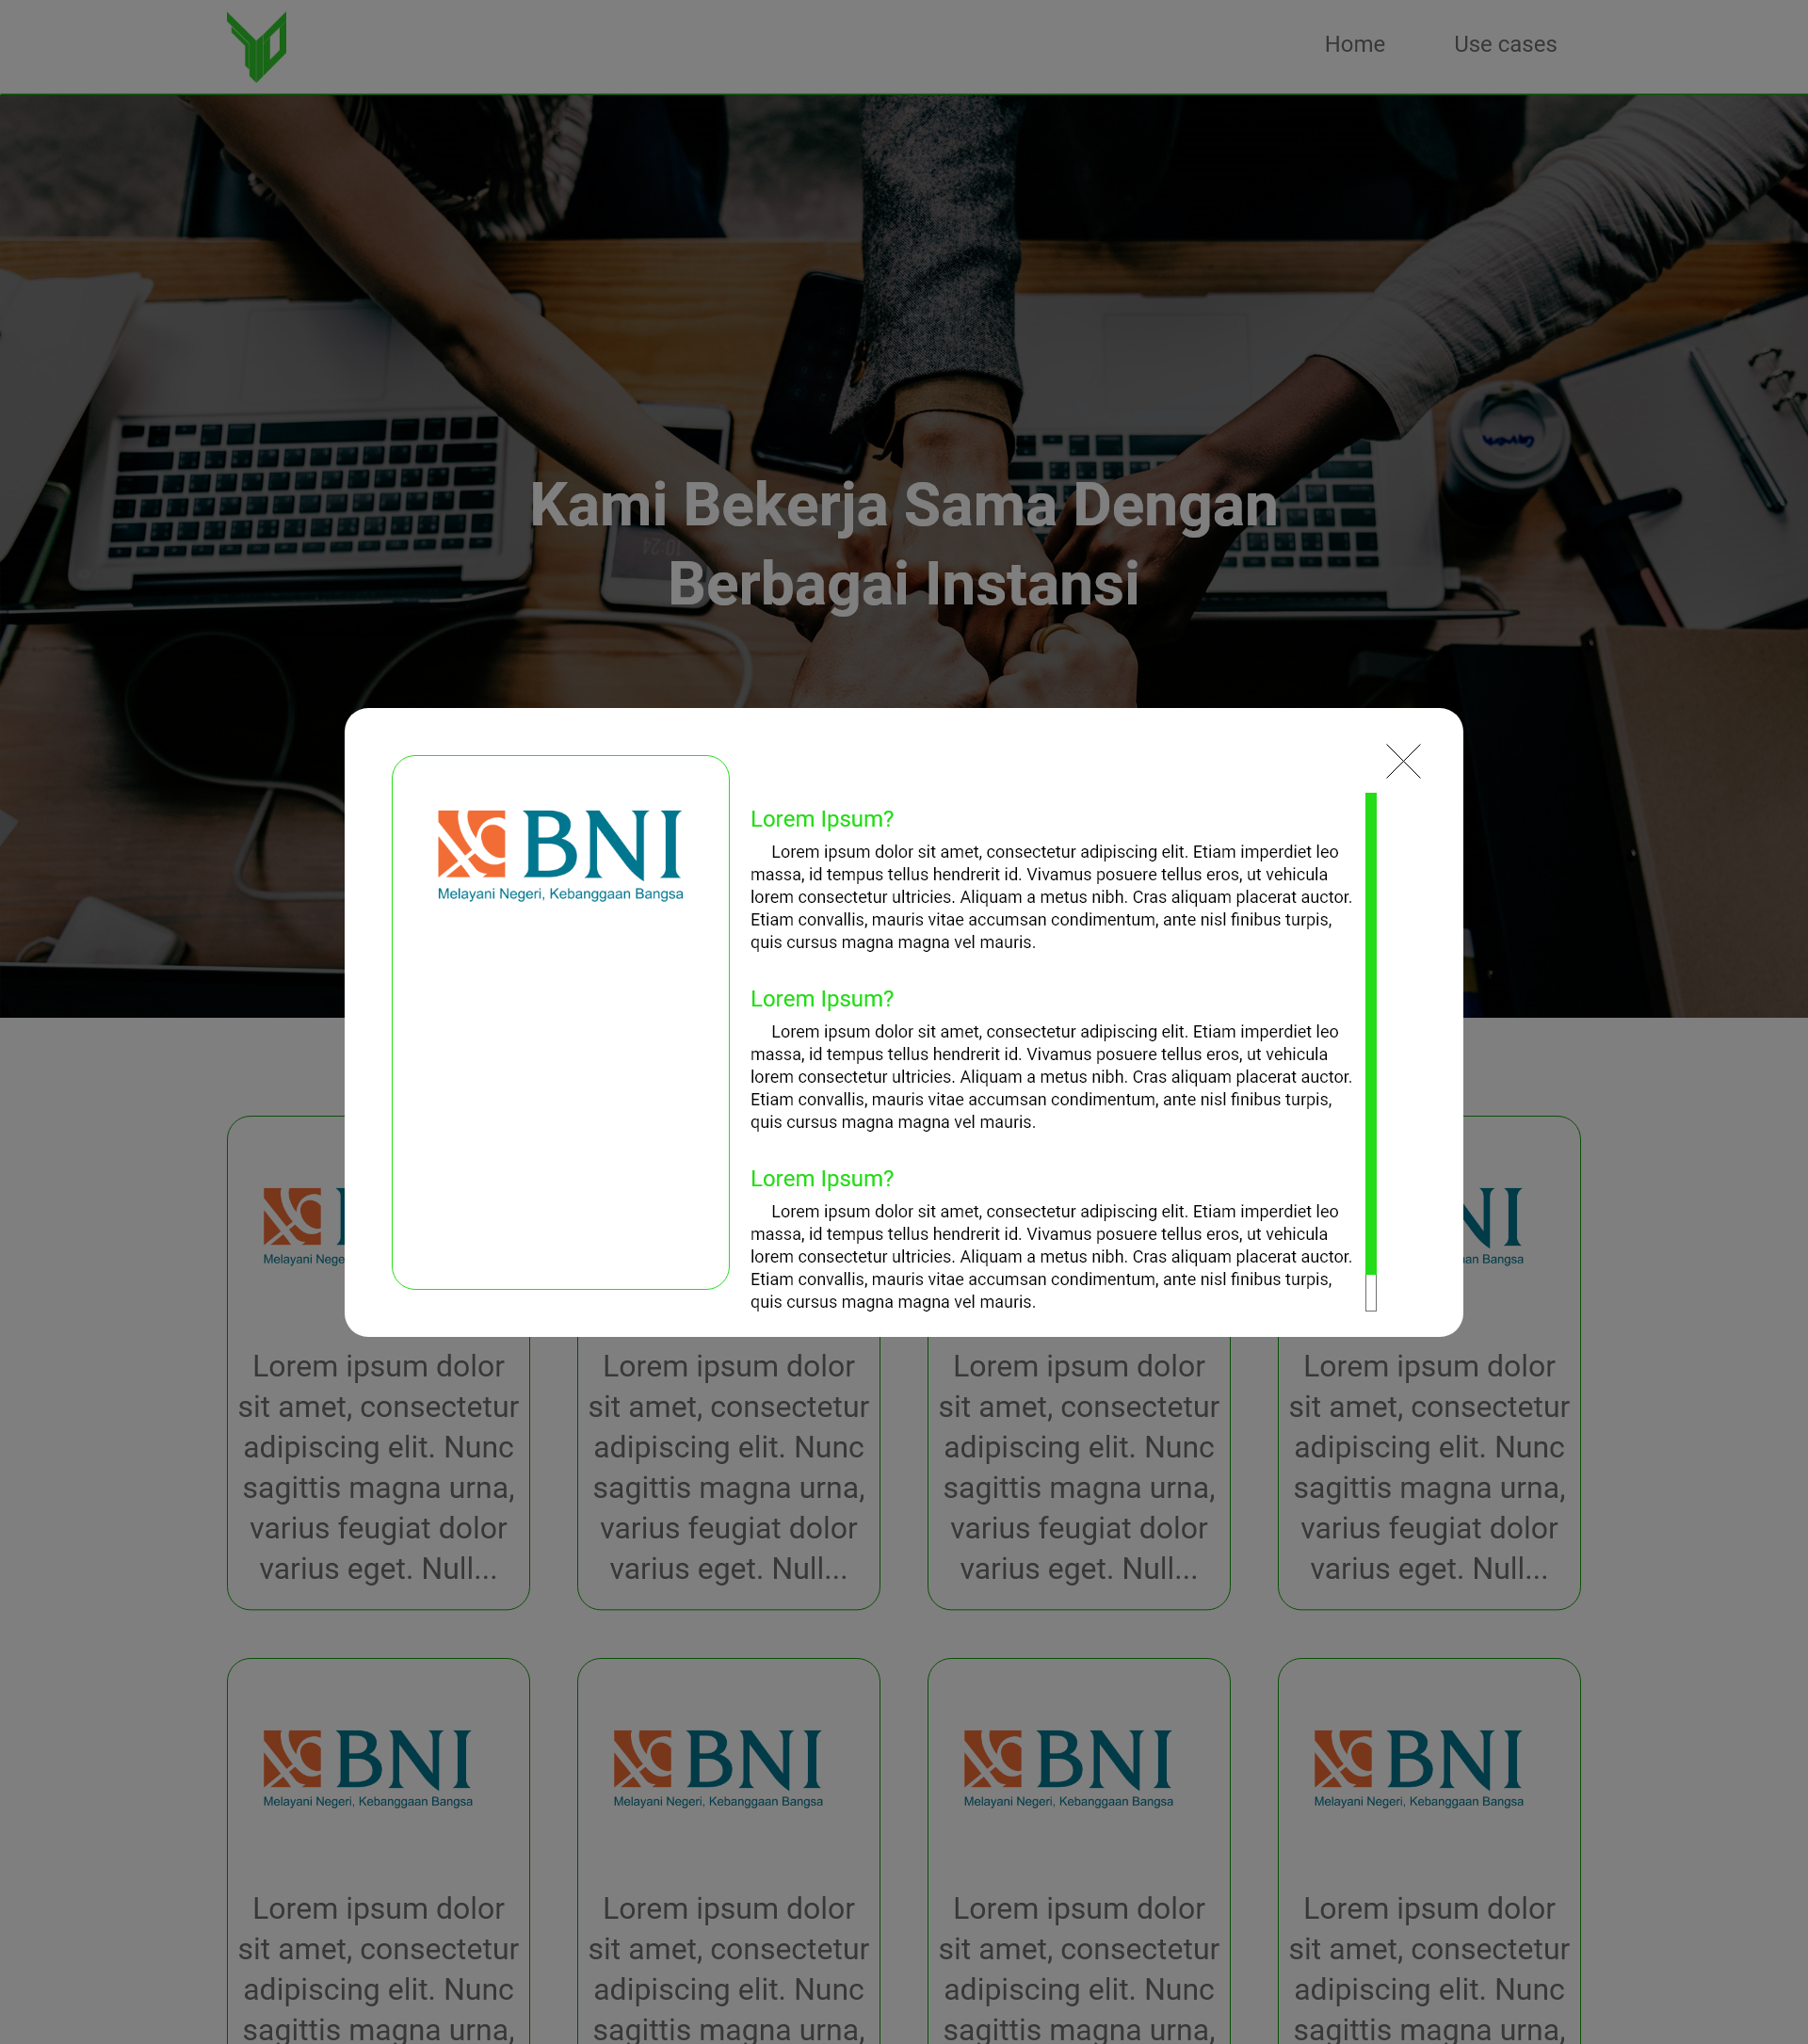 Home Use cases
Kami Bekerja Sama Dengan
Berbagai Instansi
BNI
Melayani Negeri, Kebanggaan Bangsa
Lorem Ipsum?
Lorem ipsum dolor sit amet, consectetur adipiscing elit. Etiam imperdiet leo
massa, id tempus tellus hendrerit id. Vivamus posuere tellus eros, ut vehicula
lorem consectetur ultricies. Aliquam a metus nibh. Cras aliquam placerat auctor.
Etiam convallis, mauris vitae accumsan condimentum, ante nisl finibus turpis,
quis cursus magna magna vel mauris.
Lorem Ipsum?
Lorem ipsum dolor sit amet, consectetur adipiscing elit. Etiam imperdiet leo
massa, id tempus tellus hendrerit id. Vivamus posuere tellus eros, ut vehicula
lorem consectetur ultricies. Aliquam a metus nibh. Cras aliquam placerat auctor.
Etiam convallis, mauris vitae accumsan condimentum, ante nisl finibus turpis,
quis cursus magna magna vel mauris.
Lorem Ipsum?
Lorem ipsum dolor sit amet, consectetur adipiscing elit. Etiam imperdiet leo
massa, id tempus tellus hendrerit id. Vivamus posuere tellus eros, ut vehicula
lorem consectetur ultricies. Aliquam a metus nibh. Cras aliquam placerat auctor.
Etiam convallis, mauris vitae accumsan condimentum, ante nisl finibus turpis,
quis cursus magna magna vel mauris.
Melayani
Lorem ipsum dolor
sit amet, consectetur
adipiscing elit. Nunc
sagittis magna urna,
varius feugiat dolor
varius eget. Null...
Lorem ipsum dolor
sit amet, consectetur
adipiscing elit. Nunc
sagittis magna urna,
varius feugiat dolor
varius eget. Null...
Lorem ipsum dolor
sit amet, consectetur
adipiscing elit. Nunc
sagittis magna urna,
varius feugiat dolor
varius eget. Null...
NI
Bangsa
Lorem ipsum dolor
sit amet, consectetur
adipiscing elit. Nunc
sagittis magna urna,
varius feugiat dolor
varius eget. Null...
BNI
Melayani Negeri, Kebanggaan Bangsa
Lorem ipsum dolor
sit amet, consectetur
adipiscing elit. Nunc
sagittis magna urna,
BNI
Melayani Negeri, Kebanggaan Bangsa
Lorem ipsum dolor
sit amet, consectetur
adipiscing elit. Nunc
sagittis magna urna,
BNI
Melayani Negeri, Kebanggaan Bangsa
Lorem ipsum dolor
sit amet, consectetur
adipiscing elit. Nunc
sagittis magna urna,
BNI
Melayani Negeri, Kebanggaan Bangsa
Lorem ipsum dolor
sit amet, consectetur
adipiscing elit. Nunc
sagittis magna urna,